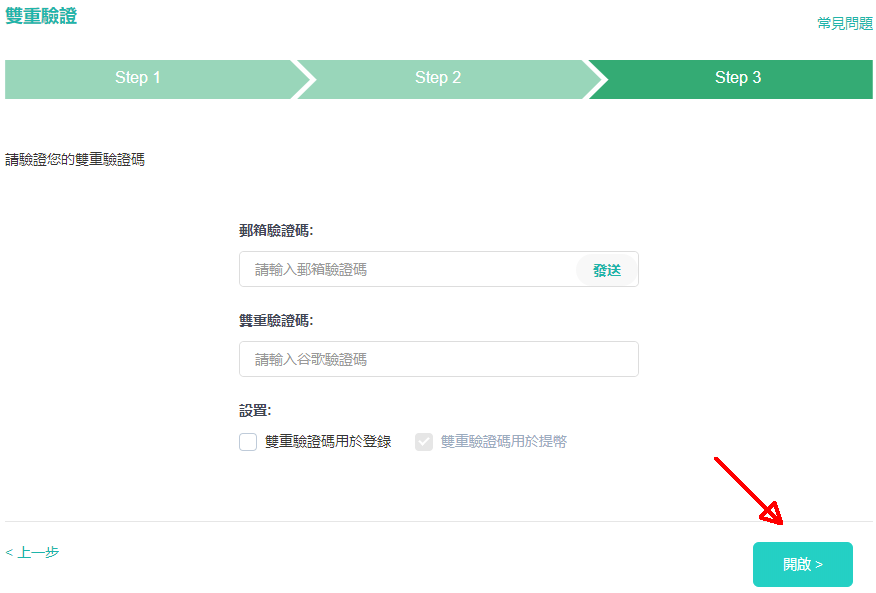 雙重驗證
常見問題
Step 1
Step 2
Step 3
請驗證您的雙重驗證碼
郵箱驗證碼:
請輸入郵箱驗證碼
發送
雙重驗證碼:
請輸入谷歌驗證碼
設置:
雙重驗證碼用於登錄
雙重驗證碼用於提幣
< 上一步
開啟 >